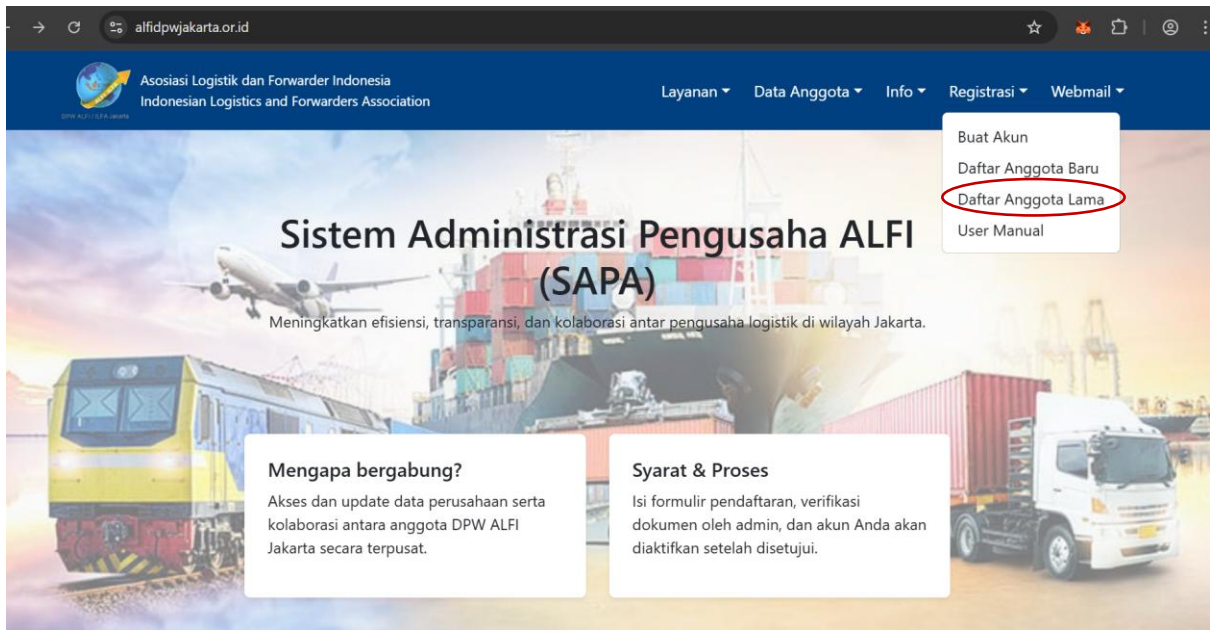 alfidpwjakarta.or.id
Asosiasi Logistik dan Forwarder Indonesia
Indonesian Logistics and Forwarders Association
DPW ALFI / ILFA Jakarta
Layanan
Data Anggota
Info
Registrasi
Webmail
Buat Akun
Daftar Anggota Baru
Daftar Anggota Lama
User Manual
Sistem Administrasi Pengusaha ALFI
(SAPA)
Meningkatkan efisiensi, transparansi, dan kolaborasi antar pengusaha logistik di wilayah Jakarta.
Mengapa bergabung?
Akses dan update data perusahaan serta
kolaborasi antara anggota DPW ALFI
Jakarta secara terpusat.
Syarat & Proses
Isi formulir pendaftaran, verifikasi
dokumen oleh admin, dan akun Anda akan
diaktifkan setelah disetujui.